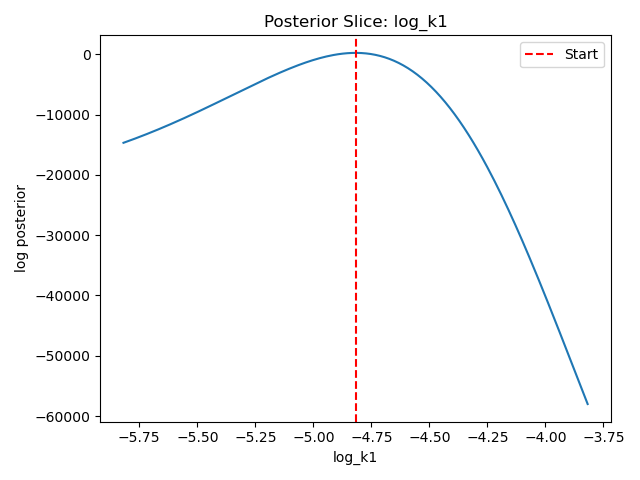 Posterior Slice: log_k1
Start
log posterior
0
−10000
−20000
−30000
−40000
−50000
−60000
−5.75 −5.50 −5.25 −5.00 −4.75 −4.50 −4.25 −4.00 −3.75
log_k1